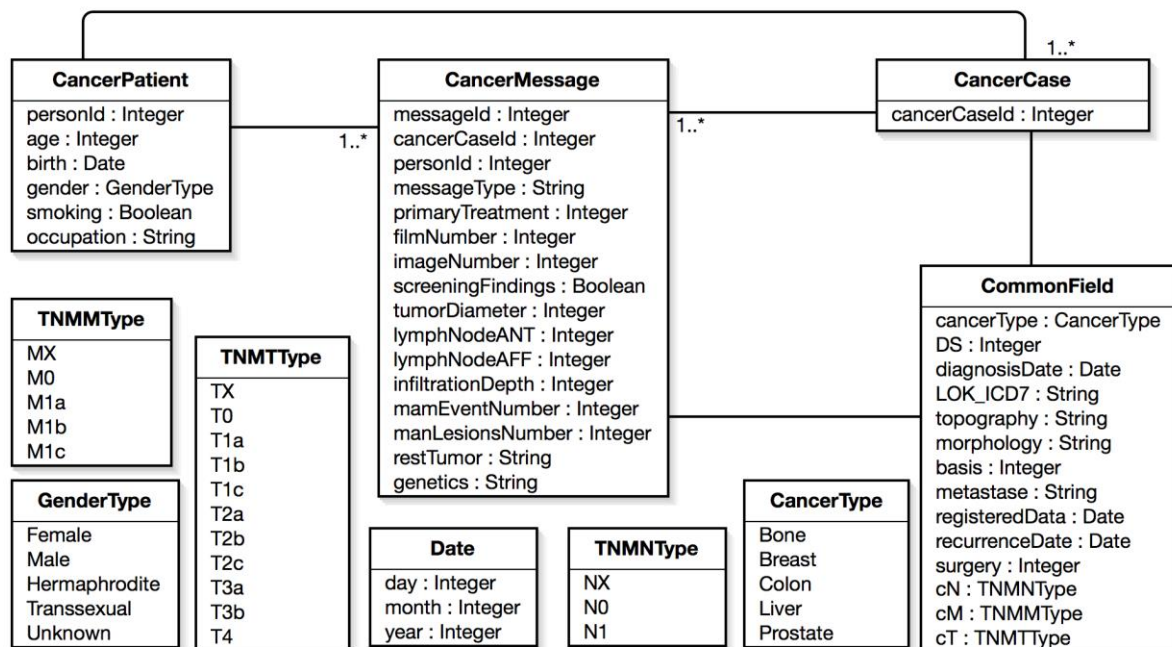 1..*
CancerPatient
personId : Integer
age : Integer
birth : Date
gender : GenderType
smoking : Boolean
occupation : String
1..*
CancerMessage
messageId : Integer
cancerCaseId : Integer
personId : Integer
messageType : String
primaryTreatment : Integer
filmNumber : Integer
imageNumber : Integer
screeningFindings : Boolean
tumorDiameter : Integer
lymphNodeANT : Integer
lymphNodeAFF : Integer
infiltrationDepth : Integer
mamEventNumber : Integer
manLesionsNumber : Integer
restTumor : String
genetics : String
1..*
CancerCase
cancerCaseId : Integer
CommonField
cancerType : CancerType
DS : Integer
diagnosisDate : Date
LOK_ICD7 : String
topography : String
morphology : String
basis : Integer
metastase : String
registeredData : Date
recurrenceDate : Date
surgery : Integer
cN : TNMNType
cM : TNMMType
cT : TNMTType
TNMMType
MX
M0
M1a
M1b
M1c
TNMTType
TX
T0
T1a
T1b
T1c
T2a
T2b
T2c
T3a
T3b
T4
GenderType
Female
Male
Hermaphrodite
Transsexual
Unknown
Date
day : Integer
month : Integer
year : Integer
TNMNType
NX
N0
N1
CancerType
Bone
Breast
Colon
Liver
Prostate